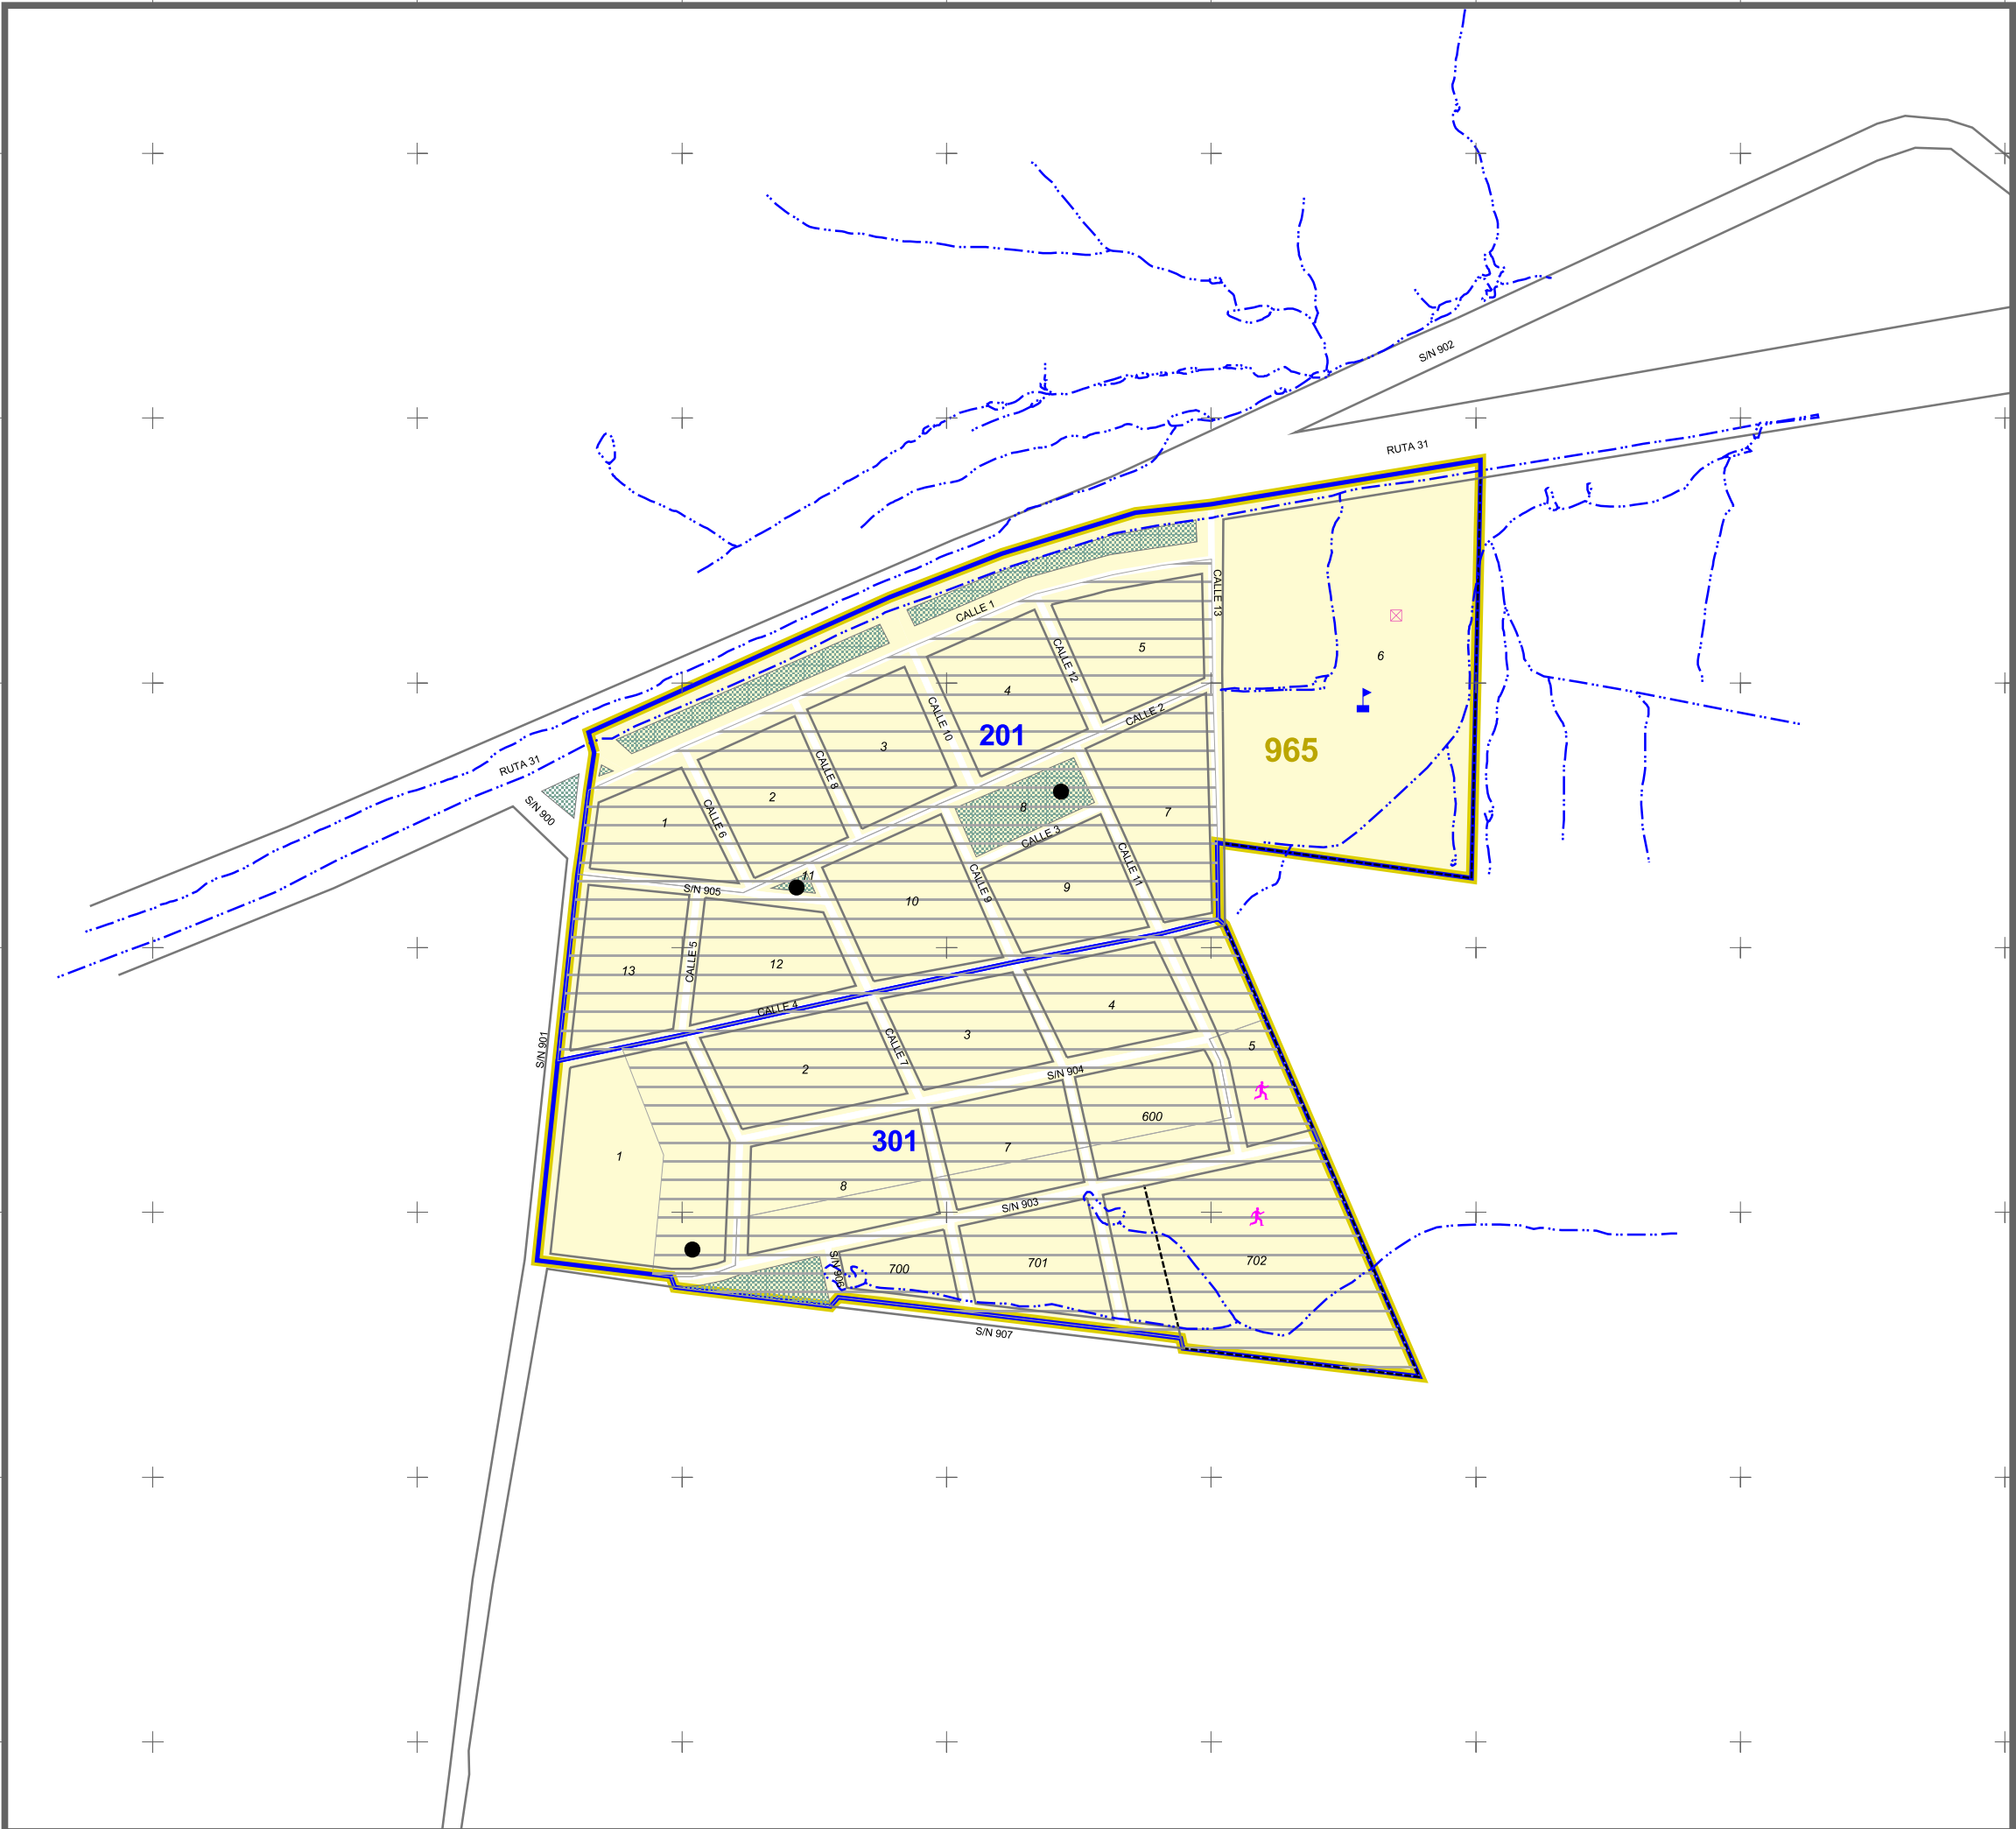 S/N 902
RUTA 31
CALLE 13
CALLE 1
CALLE 12
5
6
4
CALLE 10
CALLE 2
201
3
965
RUTA 31
CALLE 8
2
S/N 900
8
7
CALLE 6
1
CALLE 3
CALLE 11
11
S/N 905
CALLE 9
9
10
CALLE 5
12
13
CALLE 4
4
S/N 901
CALLE 7
3
5
2
S/N 904
600
301
7
1
8
S/N 903
S/N 906
700
701
702
S/N 907